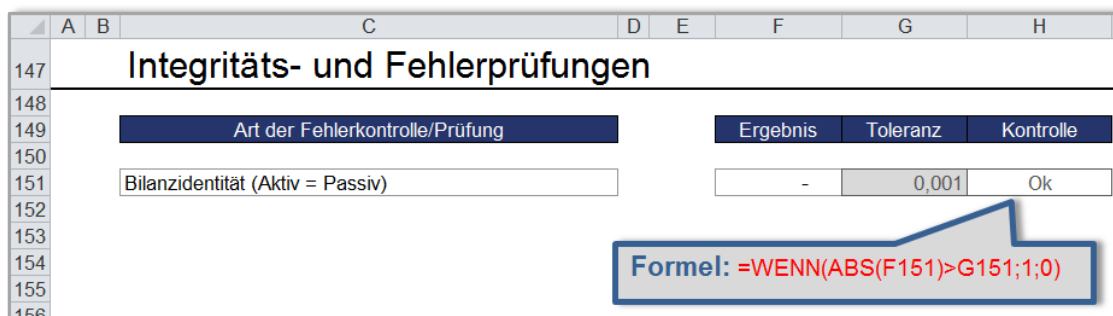 A B C D E F G H
147 Integritäts- und Fehlerprüfungen
148
149 Art der Fehlerkontrolle/Prüfung Ergebnis Toleranz Kontrolle
150
151 Bilanzidentität (Aktiv = Passiv) - 0,001 Ok
152
153
154 Formel: =WENN(ABS(F151)>G151;1;0)
155
156